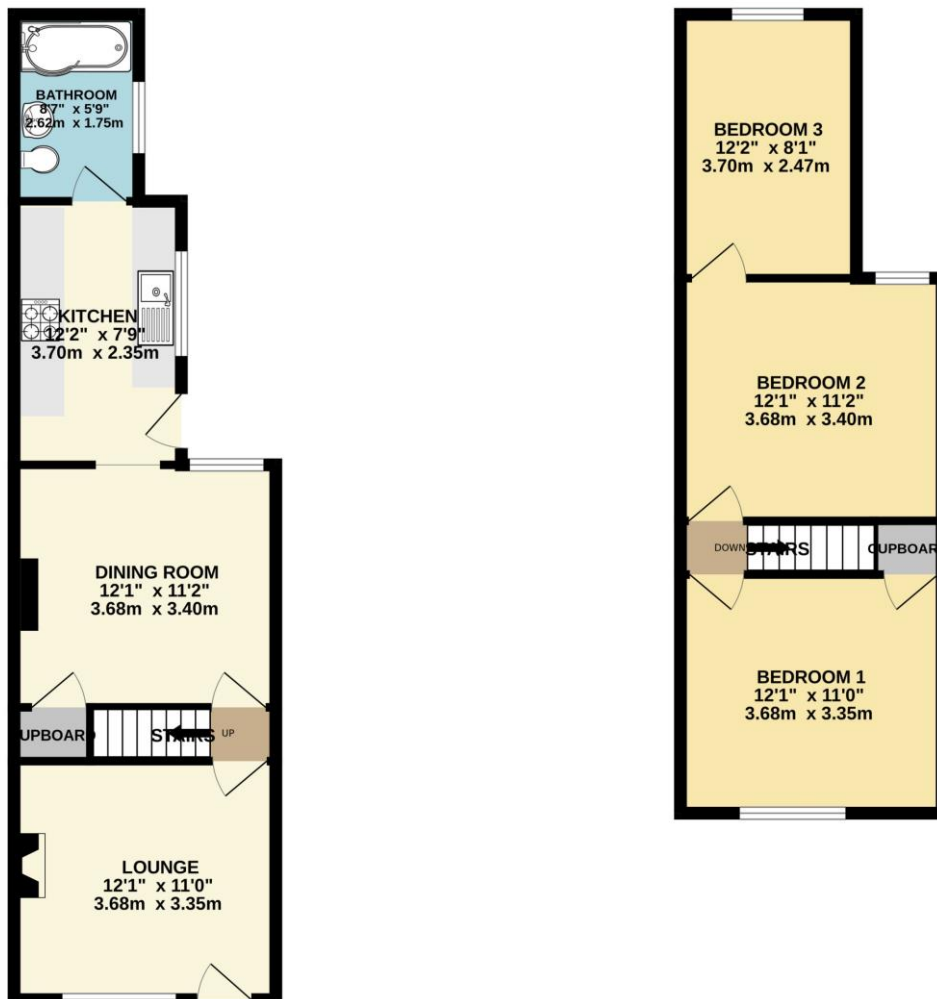 BATHROOM
8'7" x 5'9"
2.62m x 1.75m
KITCHEN
12'2" x 7'9"
3.70m x 2.35m
DINING ROOM
12'1" x 11'2"
3.68m x 3.40m
CUPBOARD
STAIRS
UP
LOUNGE
12'1" x 11'0"
3.68m x 3.35m
BEDROOM 3
12'2" x 8'1"
3.70m x 2.47m
BEDROOM 2
12'1" x 11'2"
3.68m x 3.40m
DOWN
STAIRS
CUPBOARD
BEDROOM 1
12'1" x 11'0"
3.68m x 3.35m